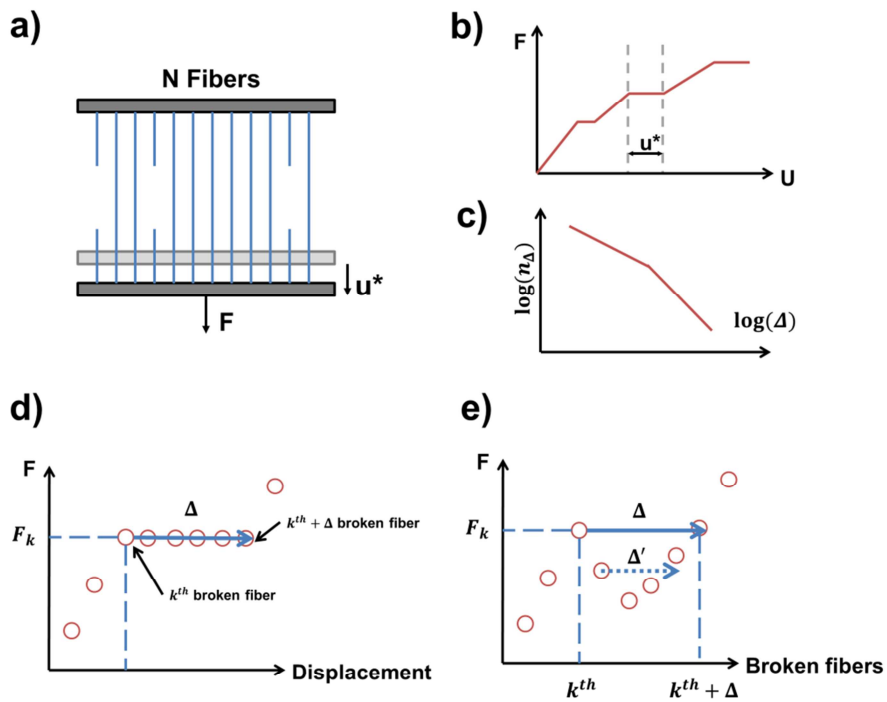 a)
N Fibers
u*
F
b)
F
u*
U
c)
log(n_Δ)
log(Δ)
d)
F
Δ
k^th + Δ broken fiber
F_k
k^th broken fiber
Displacement
e)
F
Δ
F_k
Δ′
Broken fibers
k^th
k^th + Δ